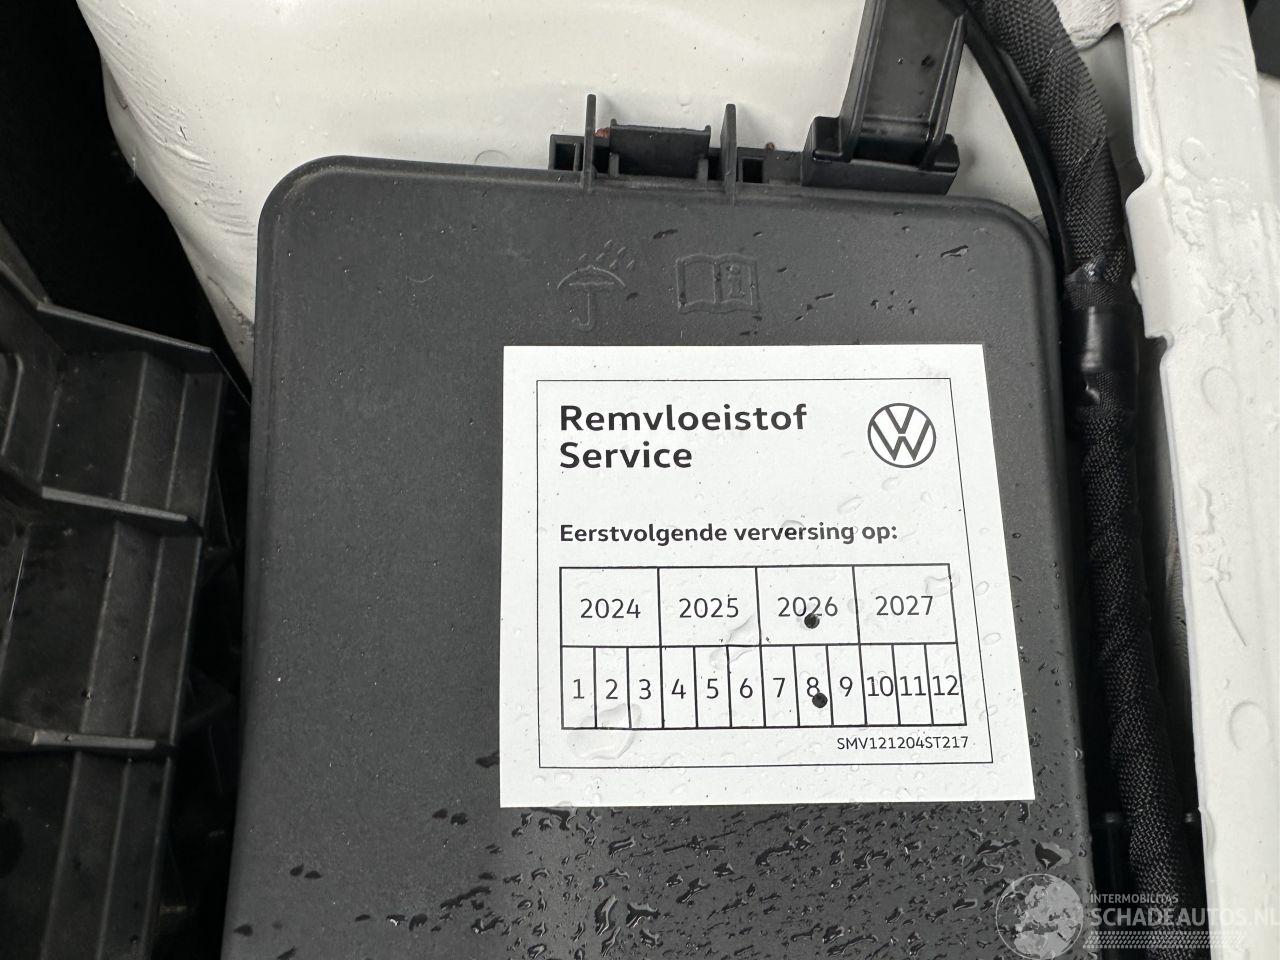 Remvloeistof
Service
Eerstvolgende verversing op:
2024 2025 2026 2027
1 2 3 4 5 6 7 8 9 10 11 12
SMV121204ST217
INTERMOBILITAS
SCHADEAUTOS.NL